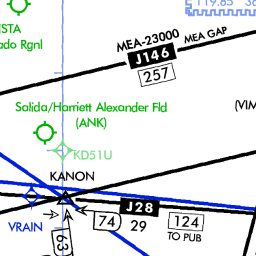 119.85
ISTA
ado Rgnl
MEA-23000
MEA GAP
J146
257
Salida/Harriett Alexander Fld
(ANK)
(VIM
KD51U
KANON
VRAIN
74
J28
29
124
TO PUB
63